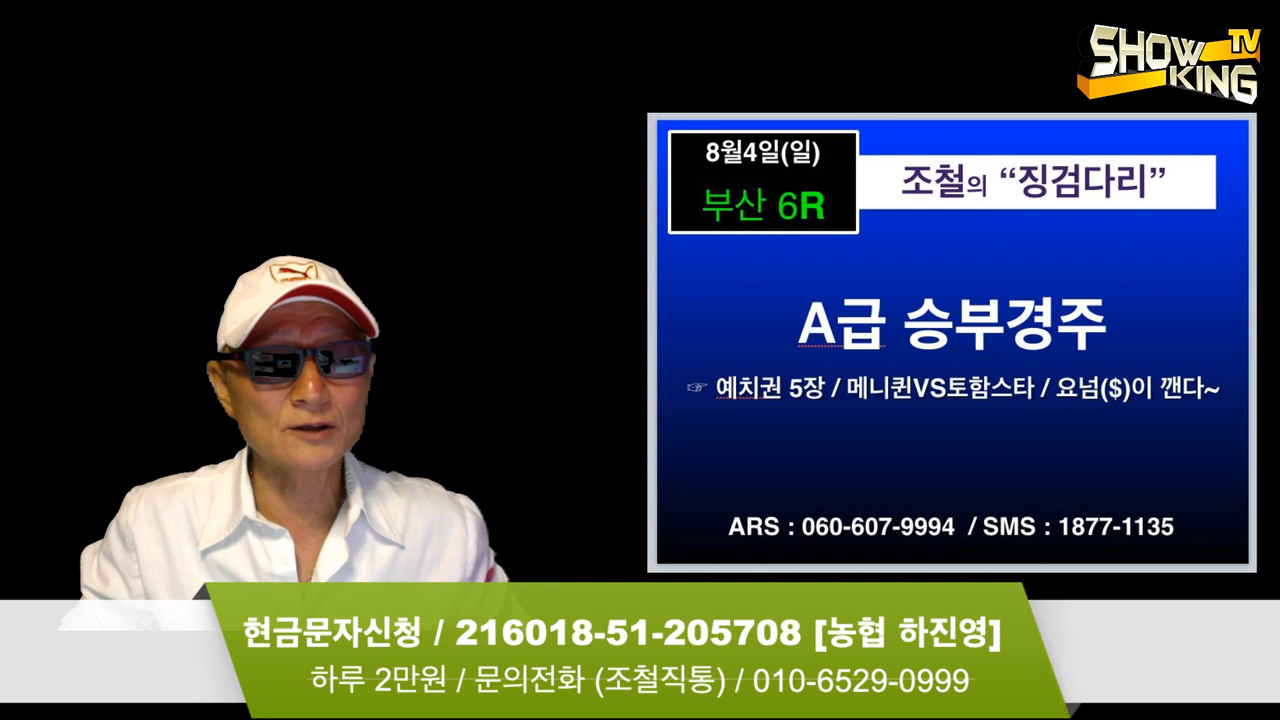 SHOW TV
KING
8월4일(일)
부산 6R
조철의 “징검다리”
A급 승부경주
☞ 예치권 5장 / 메니퀸VS토함스타 / 요넘($)이 깬다~
ARS : 060-607-9994 / SMS : 1877-1135
현금문자신청 / 216018-51-205708 [농협 하진영]
하루 2만원 / 문의전화 (조철직통) / 010-6529-0999